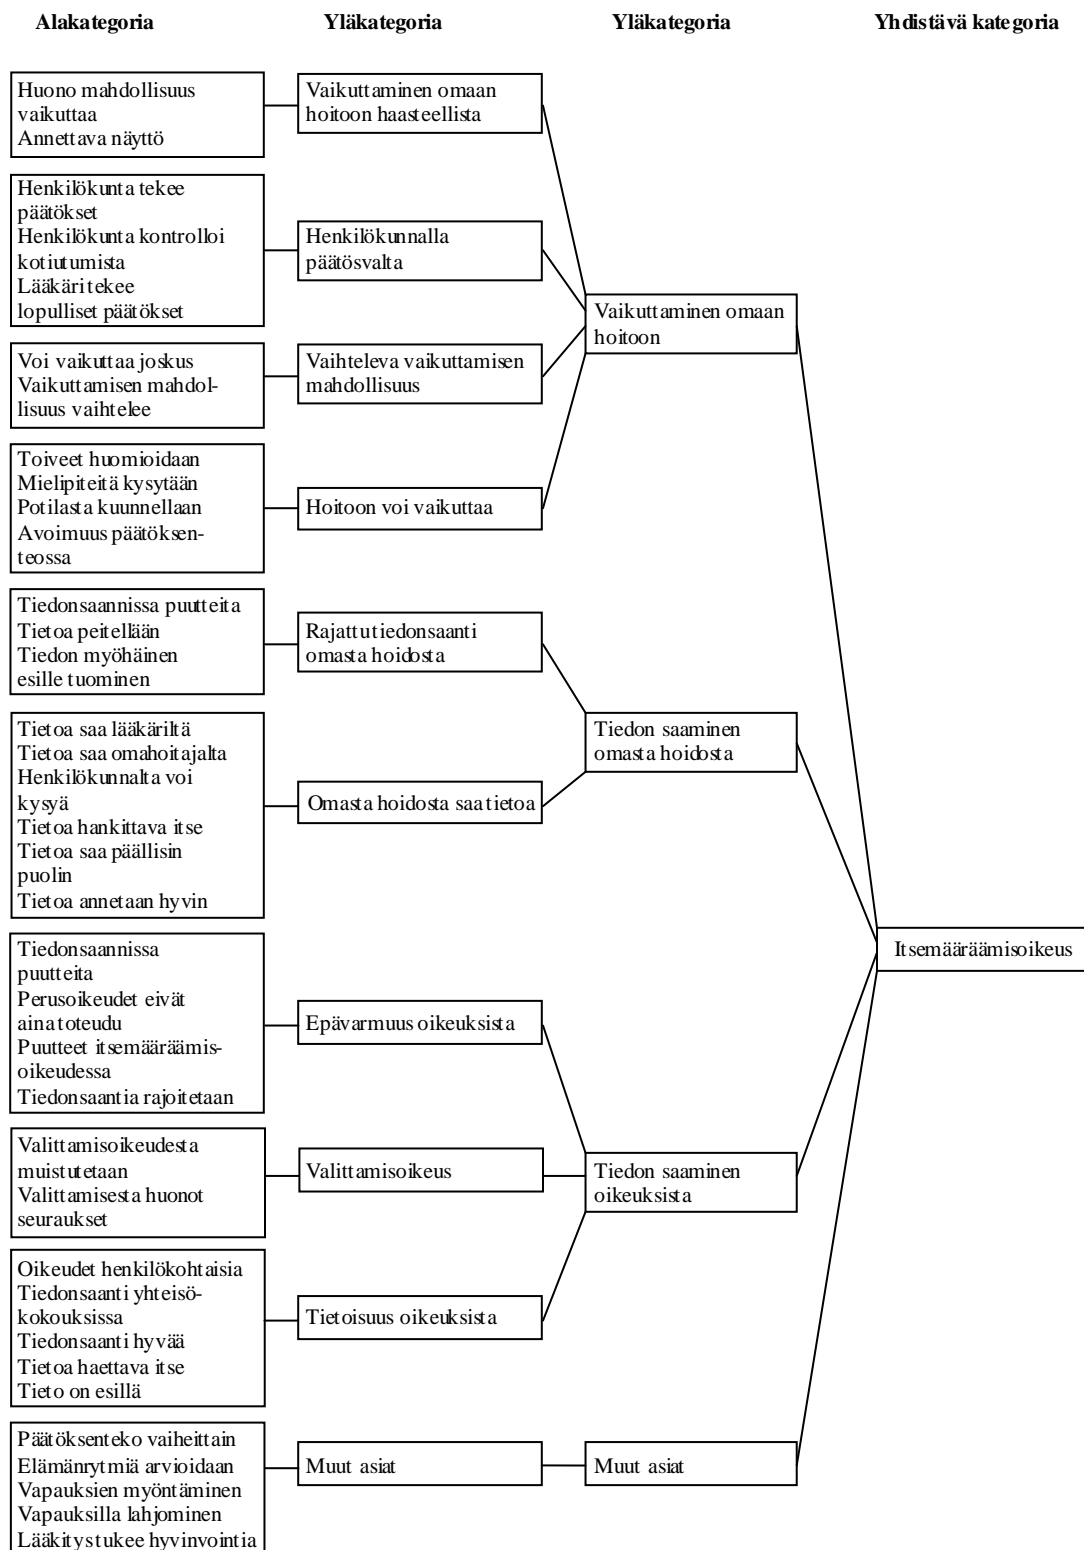 Alakategoria
Yläkategoria
Yläkategoria
Yhdistävä kategoria
Huono mahdollisuus
vaikuttaa
Annettava näyttö
Vaikuttaminen omaan
hoitoon haasteellista
Henkilökunta tekee
päätökset
Henkilökunta kontrolloi
kotiutumista
Lääkäri tekee
lopulliset päätökset
Henkilökunnalla
päätösvalta
Voi vaikuttaa joskus
Vaikuttamisen mahdol-
lisuus vaihtelee
Vaihteleva vaikuttamisen
mahdollisuus
Toiveet huomioidaan
Mielipiteitä kysytään
Potilasta kuunnellaan
Avoimuus päätöksen-
teossa
Hoitoon voi vaikuttaa
Vaikuttaminen omaan
hoitoon
Tiedonsaannissa puutteita
Tietoa peitellään
Tiedon myöhäinen
esille tuominen
Rajattu tiedonsaanti
omasta hoidosta
Tietoa saa lääkäriltä
Tietoa saa omahoitajalta
Henkilökunnalta voi
kysyä
Tietoa hankittava itse
Tietoa saa päällisin
puolin
Tietoa annetaan hyvin
Omasta hoidosta saa tietoa
Tiedon saaminen
omasta hoidosta
Tiedonsaannissa
puutteita
Perusoikeudet eivät
aina toteudu
Puutteet itsemääräämis-
oikeudessa
Tiedonsaantia rajoitetaan
Epävarmuus oikeuksista
Valittamisoikeudesta
muistutetaan
Valittamisesta huonot
seuraukset
Valittamisoikeus
Oikeudet henkilökohtaisia
Tiedonsaanti yhteisö-
kokouksissa
Tiedonsaanti hyvää
Tietoa haettava itse
Tieto on esillä
Tietoisuus oikeuksista
Tiedon saaminen
oikeuksista
Päätöksenteko vaiheittain
Elämänrytmiä arvioidaan
Vapauksien myöntäminen
Vapauksilla lahjominen
Lääkitys tukee hyvinvointia
Muut asiat
Muut asiat
Itsemääräämisoikeus